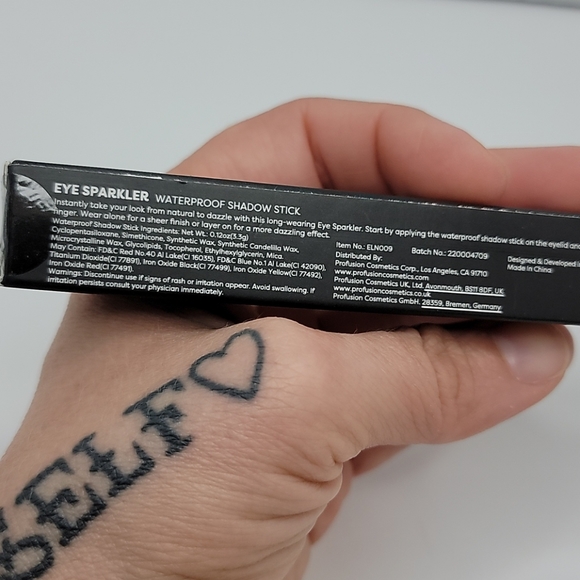 EYE SPARKLER WATERPROOF SHADOW STICK
Instantly take your look from natural to dazzle with this long-wearing Eye Sparkler. Start by applying the waterproof shadow stick on the eyelid
finger. Wear alone for a sheer finish or layer on for a more dazzling effect.
Waterproof Shadow Stick Ingredients: Net Wt.: 0.12oz(3.3g)
Cyclopentasiloxane, Simethicone, Synthetic Wax, Synthetic Candelilla Wax,
Microcrystalline Wax, Glycolipids, Tocopherol, Ethylhexylglycerin, Mica.
May Contain: FD&C Red No.40 Al Lake(CI 16035), FD&C Blue No.1 Al Lake(CI 42090),
Titanium Dioxide(CI 77891), Iron Oxide Black(CI 77499), Iron Oxide Yellow(CI 77492),
Iron Oxide Red(CI 77491).
Warnings: Discontinue use if signs of rash or irritation appear. Avoid swallowing. If
irritation persists consult your physician immediately.
Item No.: ELN009 Batch No.: 220004709
Distributed By:
Profusion Cosmetics Corp., Los Angeles, CA 91710
www.profusioncosmetics.com
Profusion Cosmetics UK, Ltd. Avonmouth, BS11 8DF, UK.
www.profusioncosmetics.co.uk
Profusion Cosmetics GmbH. 28359, Bremen, Germany
Designed & Developed
Made In China
SELF